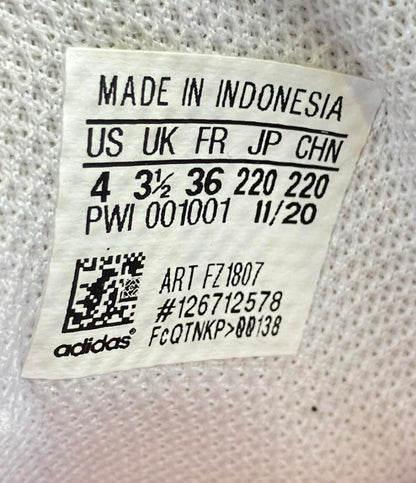 MADE IN INDONESIA
US UK FR JP CHN
4 3½ 36 220 220
PWI 001001 11/20
ART FZ1807
#126712578
FcQTNKP>00138
adidas®